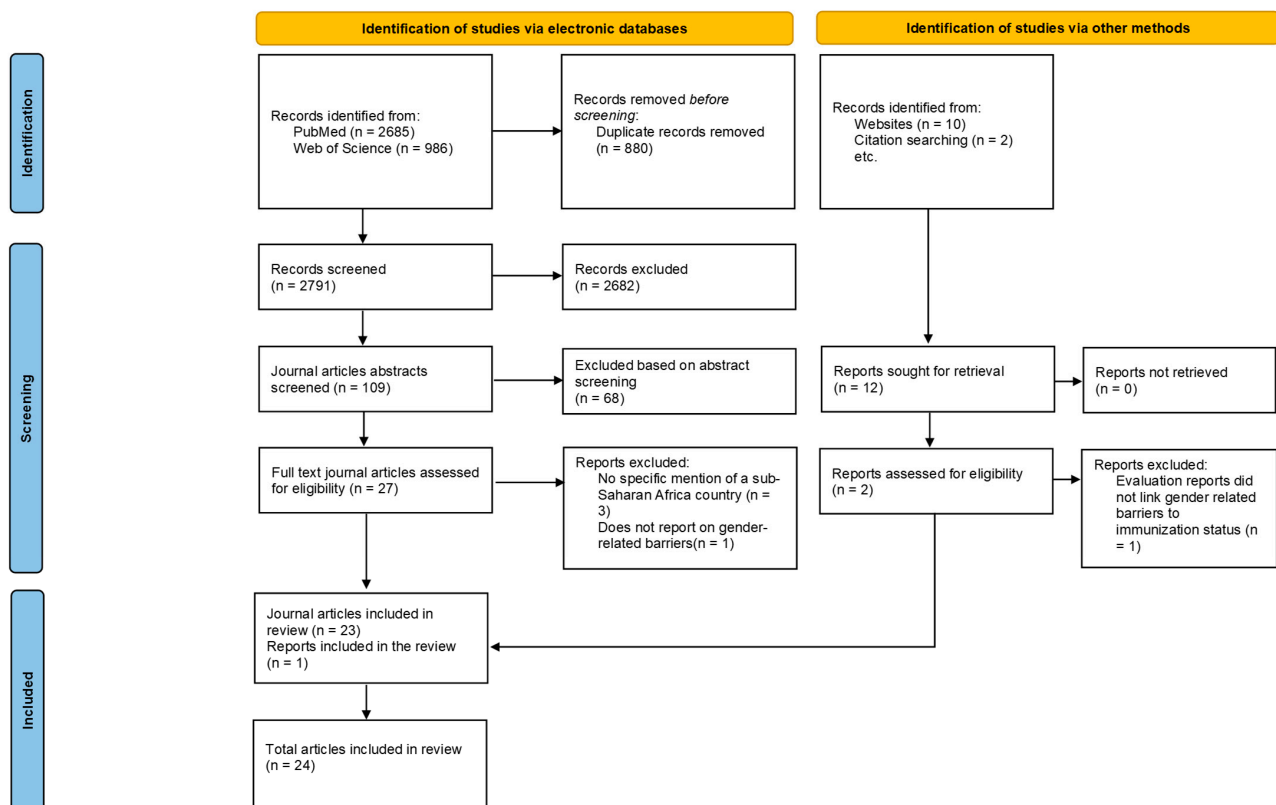 Identification of studies via electronic databases
Identification of studies via other methods
Identification
Records identified from:
PubMed (n = 2685)
Web of Science (n = 986)
Records removed before
screening:
Duplicate records removed
(n = 880)
Records identified from:
Websites (n = 10)
Citation searching (n = 2)
etc.
Screening
Records screened
(n = 2791)
Records excluded
(n = 2682)
Journal articles abstracts
screened (n = 109)
Excluded based on abstract
screening
(n = 68)
Reports sought for retrieval
(n = 12)
Reports not retrieved
(n = 0)
Full text journal articles assessed
for eligibility (n = 27)
Reports excluded:
No specific mention of a sub-
Saharan Africa country (n =
3)
Does not report on gender-
related barriers(n = 1)
Reports assessed for eligibility
(n = 2)
Reports excluded:
Evaluation reports did
not link gender related
barriers to
immunization status (n
= 1)
Included
Journal articles included in
review (n = 23)
Reports included in the review
(n = 1)
Total articles included in review
(n = 24)